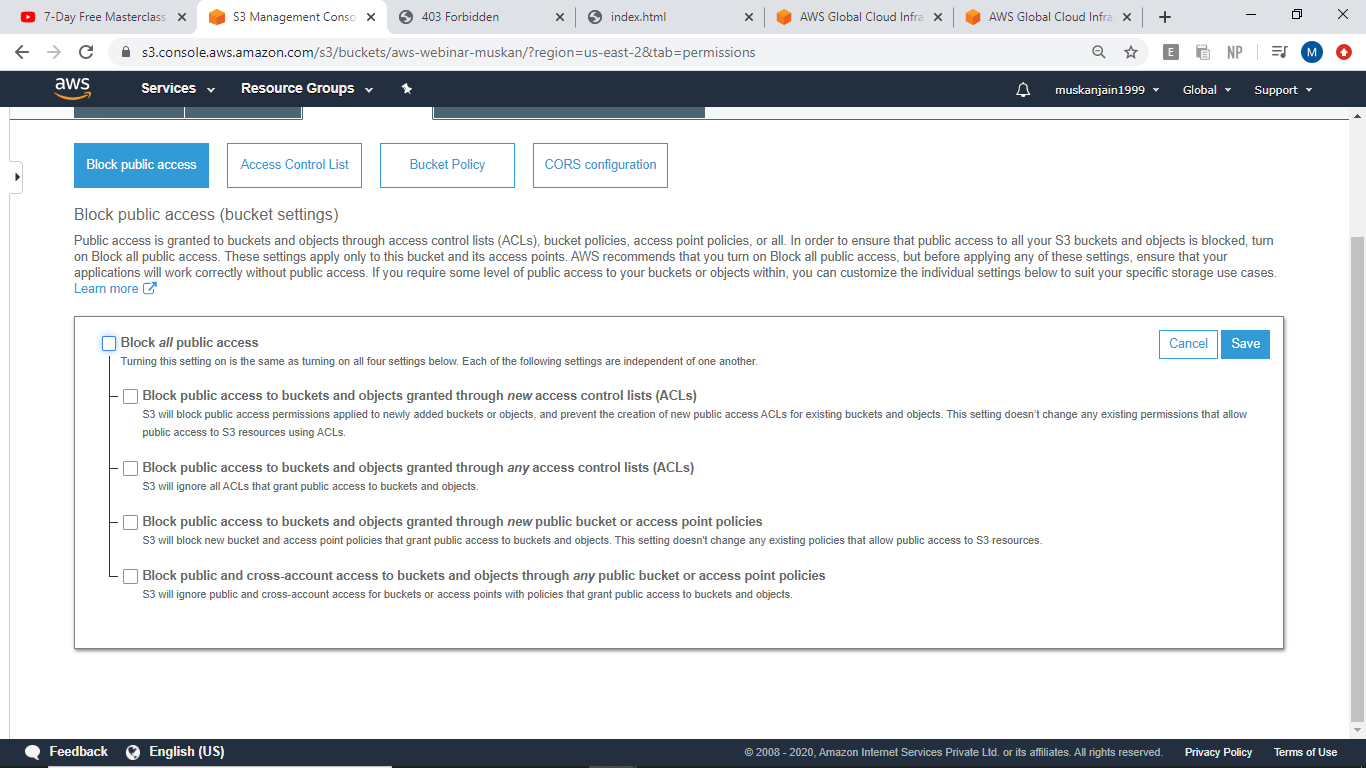 7-Day Free Masterclass
S3 Management Conso
403 Forbidden
index.html
AWS Global Cloud Infra
AWS Global Cloud Infra
s3.console.aws.amazon.com/s3/buckets/aws-webinar-muskan/?region=us-east-2&tab=permissions
E
NP
M
aws
Services
Resource Groups
muskanjain1999
Global
Support
Block public access
Access Control List
Bucket Policy
CORS configuration
Block public access (bucket settings)
Public access is granted to buckets and objects through access control lists (ACLs), bucket policies, access point policies, or all. In order to ensure that public access to all your S3 buckets and objects is blocked, turn
on Block all public access. These settings apply only to this bucket and its access points. AWS recommends that you turn on Block all public access, but before applying any of these settings, ensure that your
applications will work correctly without public access. If you require some level of public access to your buckets or objects within, you can customize the individual settings below to suit your specific storage use cases.
Learn more
Block all public access
Cancel
Save
Turning this setting on is the same as turning on all four settings below. Each of the following settings are independent of one another.
Block public access to buckets and objects granted through new access control lists (ACLs)
S3 will block public access permissions applied to newly added buckets or objects, and prevent the creation of new public access ACLs for existing buckets and objects. This setting doesn't change any existing permissions that allow
public access to S3 resources using ACLs.
Block public access to buckets and objects granted through any access control lists (ACLs)
S3 will ignore all ACLs that grant public access to buckets and objects.
Block public access to buckets and objects granted through new public bucket or access point policies
S3 will block new bucket and access point policies that grant public access to buckets and objects. This setting doesn't change any existing policies that allow public access to S3 resources.
Block public and cross-account access to buckets and objects through any public bucket or access point policies
S3 will ignore public and cross-account access for buckets or access points with policies that grant public access to buckets and objects.
Feedback
English (US)
© 2008 - 2020, Amazon Internet Services Private Ltd. or its affiliates. All rights reserved.
Privacy Policy
Terms of Use